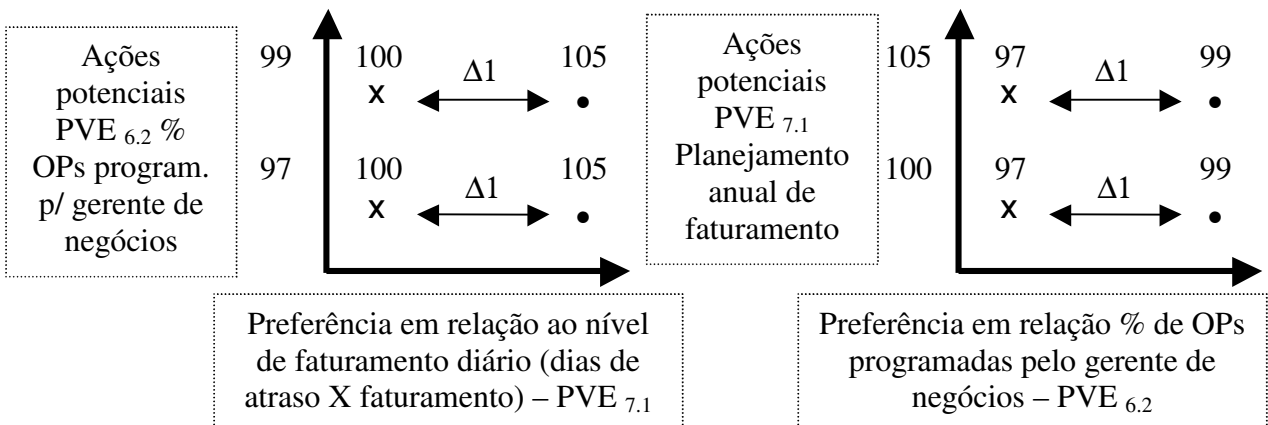 Ações
potenciais
PVE 6.2 %
OPs program.
p/ gerente de
negócios
99 100 Δ1 105
x •
97 100 Δ1 105
x •
Preferência em relação ao nível
de faturamento diário (dias de
atraso X faturamento) – PVE 7.1
Ações
potenciais
PVE 7.1
Planejamento
anual de
faturamento
105 97 Δ1 99
x •
100 97 Δ1 99
x •
Preferência em relação % de OPs
programadas pelo gerente de
negócios – PVE 6.2